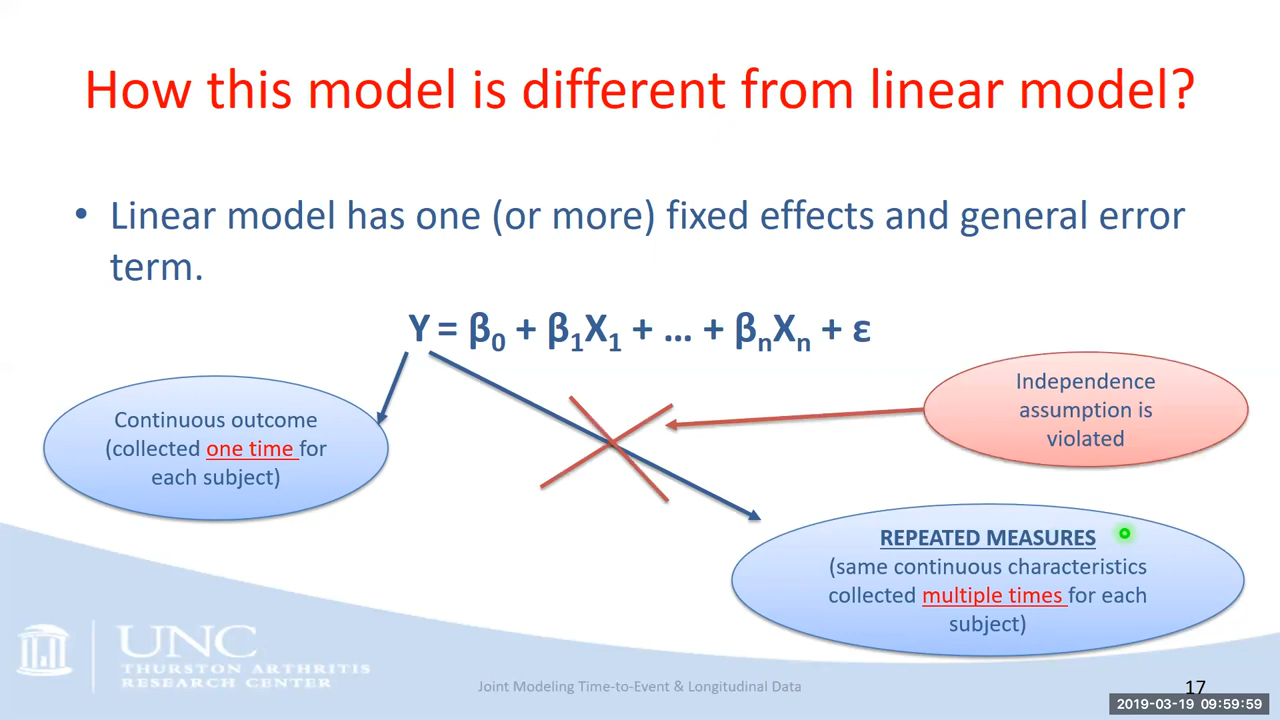 How this model is different from linear model?
• Linear model has one (or more) fixed effects and general error
term.
Y = β0 + β1X1 + … + βnXn + ε
Continuous outcome
(collected one time for
each subject)
Independence
assumption is
violated
REPEATED MEASURES
(same continuous characteristics
collected multiple times for each
subject)
UNC
THURSTON ARTHRITIS
RESEARCH CENTER
Joint Modeling Time-to-Event & Longitudinal Data
17
2019-03-19 09:59:59